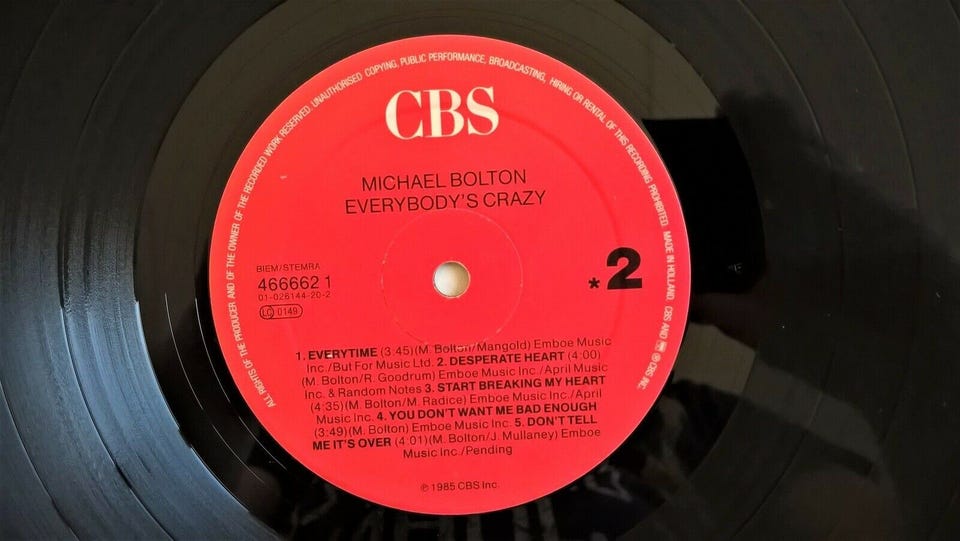 ALL RIGHTS OF THE PRODUCER AND OF THE OWNER OF THE RECORDED WORK RESERVED. UNAUTHORISED COPYING, PUBLIC PERFORMANCE, BROADCASTING, HIRING OR RENTAL OF THIS RECORDING PROHIBITED. MADE IN HOLLAND. CBS AND ℗ CBS INC.
CBS
MICHAEL BOLTON
EVERYBODY'S CRAZY
BIEM/STEMRA
466662 1
01-026144-20-2
LC 0149
*2
1. EVERYTIME (3:45)(M. Bolton/Mangold) Emboe Music
Inc./But For Music Ltd. 2. DESPERATE HEART (4:00)
(M. Bolton/R. Goodrum) Emboe Music Inc./April Music
Inc. & Random Notes 3. START BREAKING MY HEART
(4:35)(M. Bolton/M. Radice) Emboe Music Inc./April
Music Inc. 4. YOU DON'T WANT ME BAD ENOUGH
(3:49)(M. Bolton) Emboe Music Inc. 5. DON'T TELL
ME IT'S OVER (4:01)(M. Bolton/J. Mullaney) Emboe
Music Inc./Pending
℗ 1985 CBS Inc.